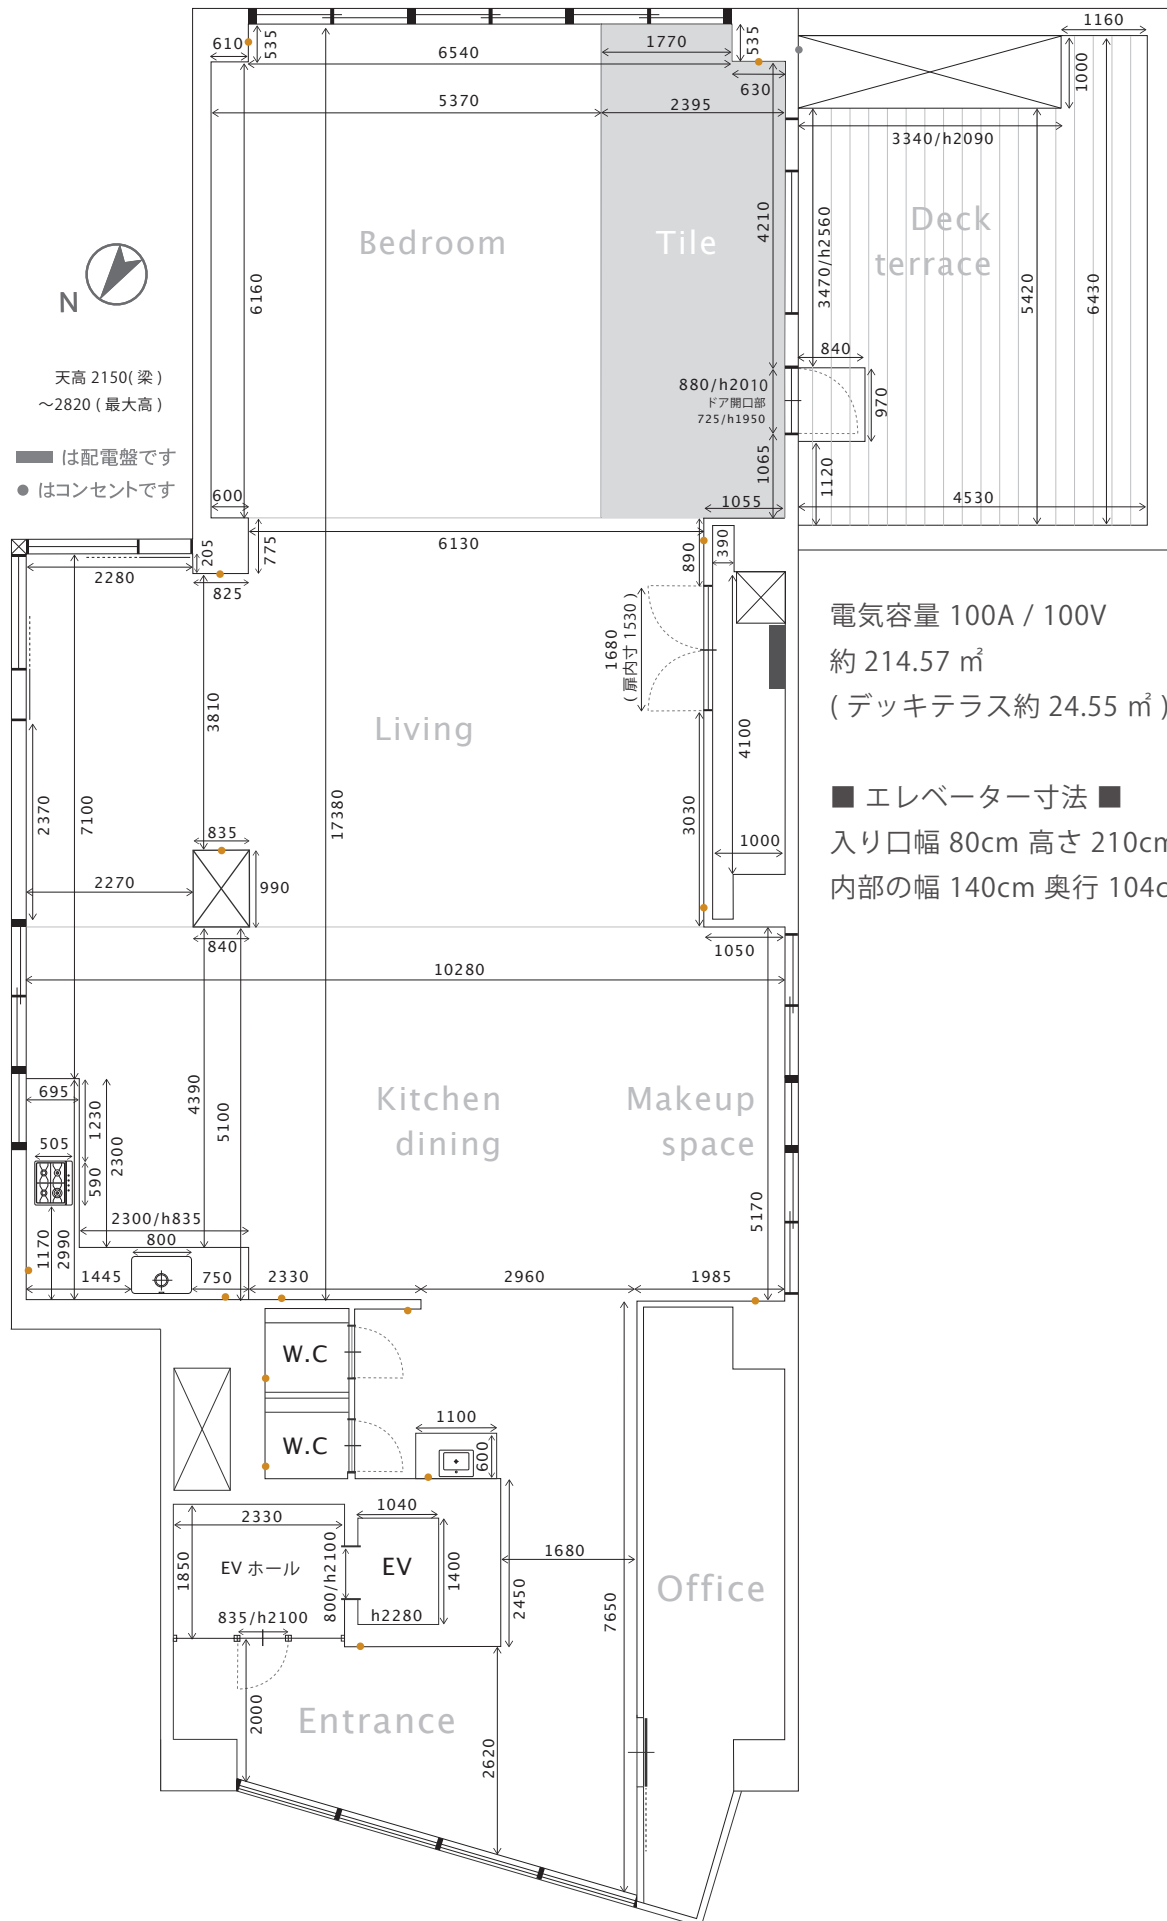 1160
610
535
6540
1770
535
630
1000
5370
2395
3340/h2090
Bedroom
Tile
Deck
terrace
4210
3470/h2560
6160
5420
6430
N
天高 2150( 梁 )
～2820 ( 最大高 )
は配電盤です
はコンセントです
840
880/h2010
ドア開口部
725/h1950
970
1065
1120
600
1055
4530
6130
205
775
890
390
2280
825
1680
( 扉内寸 1530 )
電気容量 100A / 100V
約 214.57 ㎡
( デッキテラス約 24.55 ㎡ )
3810
Living
4100
2370
7100
17380
3030
■ エレベーター寸法 ■
835
1000
入り口幅 80cm 高さ 210cm
2270
990
内部の幅 140cm 奥行 104c
840
1050
10280
695
1230
4390
5100
Kitchen
dining
Makeup
space
505
590
2300
5170
2300/h835
1170
2990
800
1445
750
2330
2960
1985
W.C
W.C
1100
600
2330
1040
1850
EV ホール
800/h2100
EV
1400
2450
1680
7650
Office
835/h2100
h2280
2000
Entrance
2620